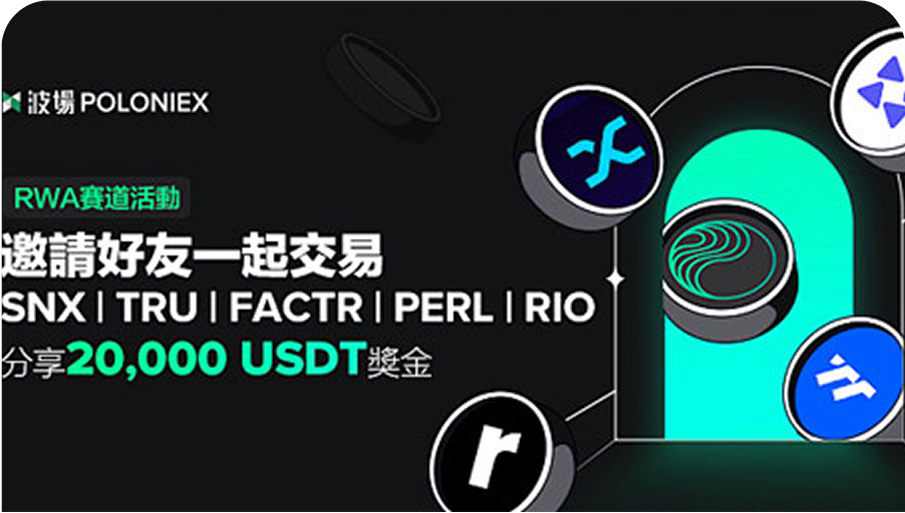 波場 POLONIEX
RWA賽道活動
邀請好友一起交易
SNX | TRU | FACTR | PERL | RIO
分享20,000 USDT獎金